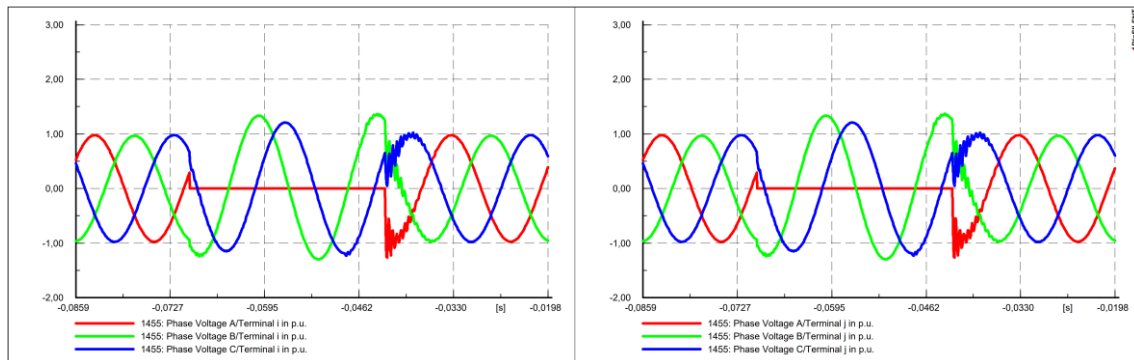 3,00
2,00
1,00
0,00
-1,00
-2,00
-0,0859 -0,0727 -0,0595 -0,0462 -0,0330 [s] -0,0198
1455: Phase Voltage A/Terminal i in p.u.
1455: Phase Voltage B/Terminal i in p.u.
1455: Phase Voltage C/Terminal i in p.u.
3,00
2,00
1,00
0,00
-1,00
-2,00
-0,0859 -0,0727 -0,0595 -0,0462 -0,0330 [s] -0,0198
1455: Phase Voltage A/Terminal j in p.u.
1455: Phase Voltage B/Terminal j in p.u.
1455: Phase Voltage C/Terminal j in p.u.